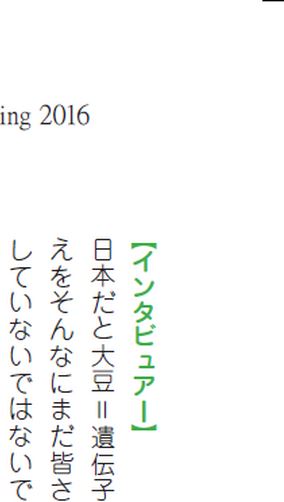 ing 2016
【インタビュアー】
日本だと大豆＝遺伝子
えをそんなにまだ皆さ
していないではないで